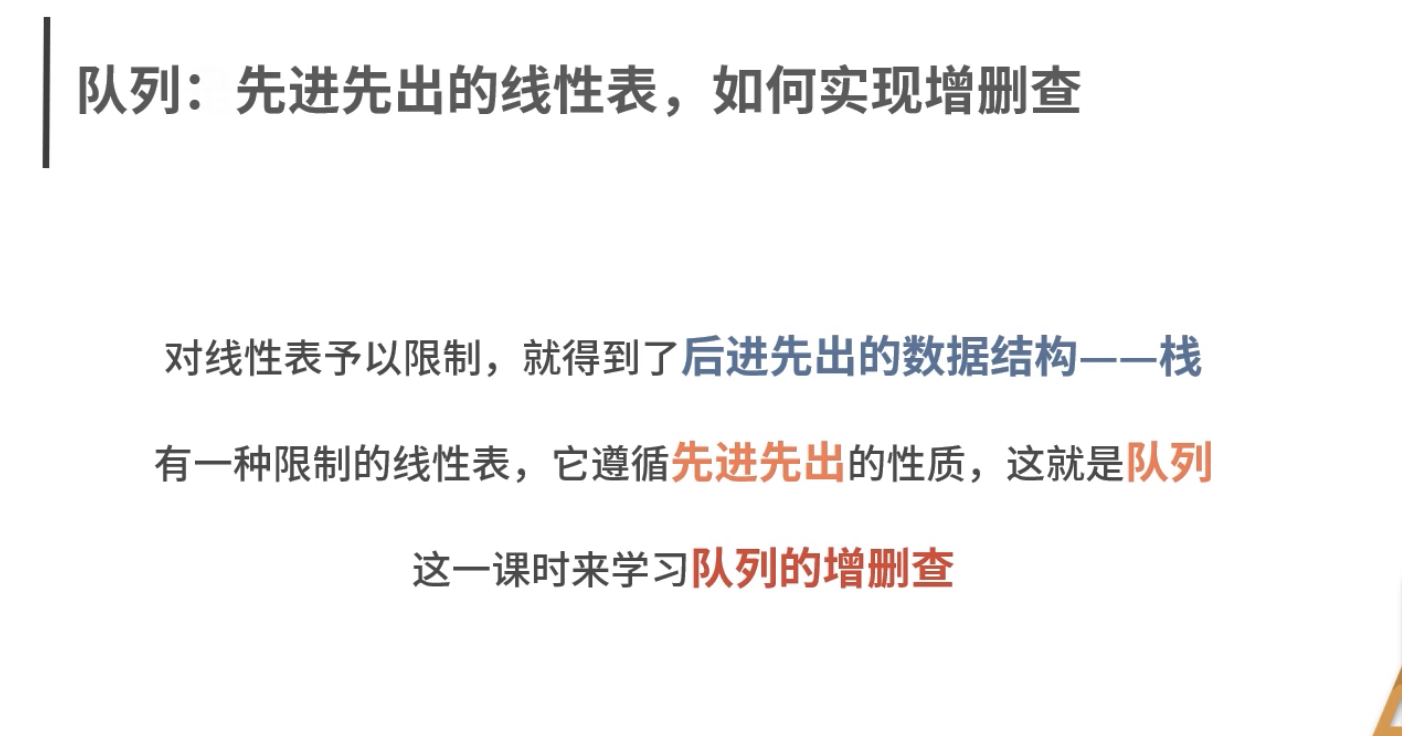 队列：先进先出的线性表，如何实现增删查
对线性表予以限制，就得到了后进先出的数据结构——栈
有一种限制的线性表，它遵循先进先出的性质，这就是队列
这一课时来学习队列的增删查